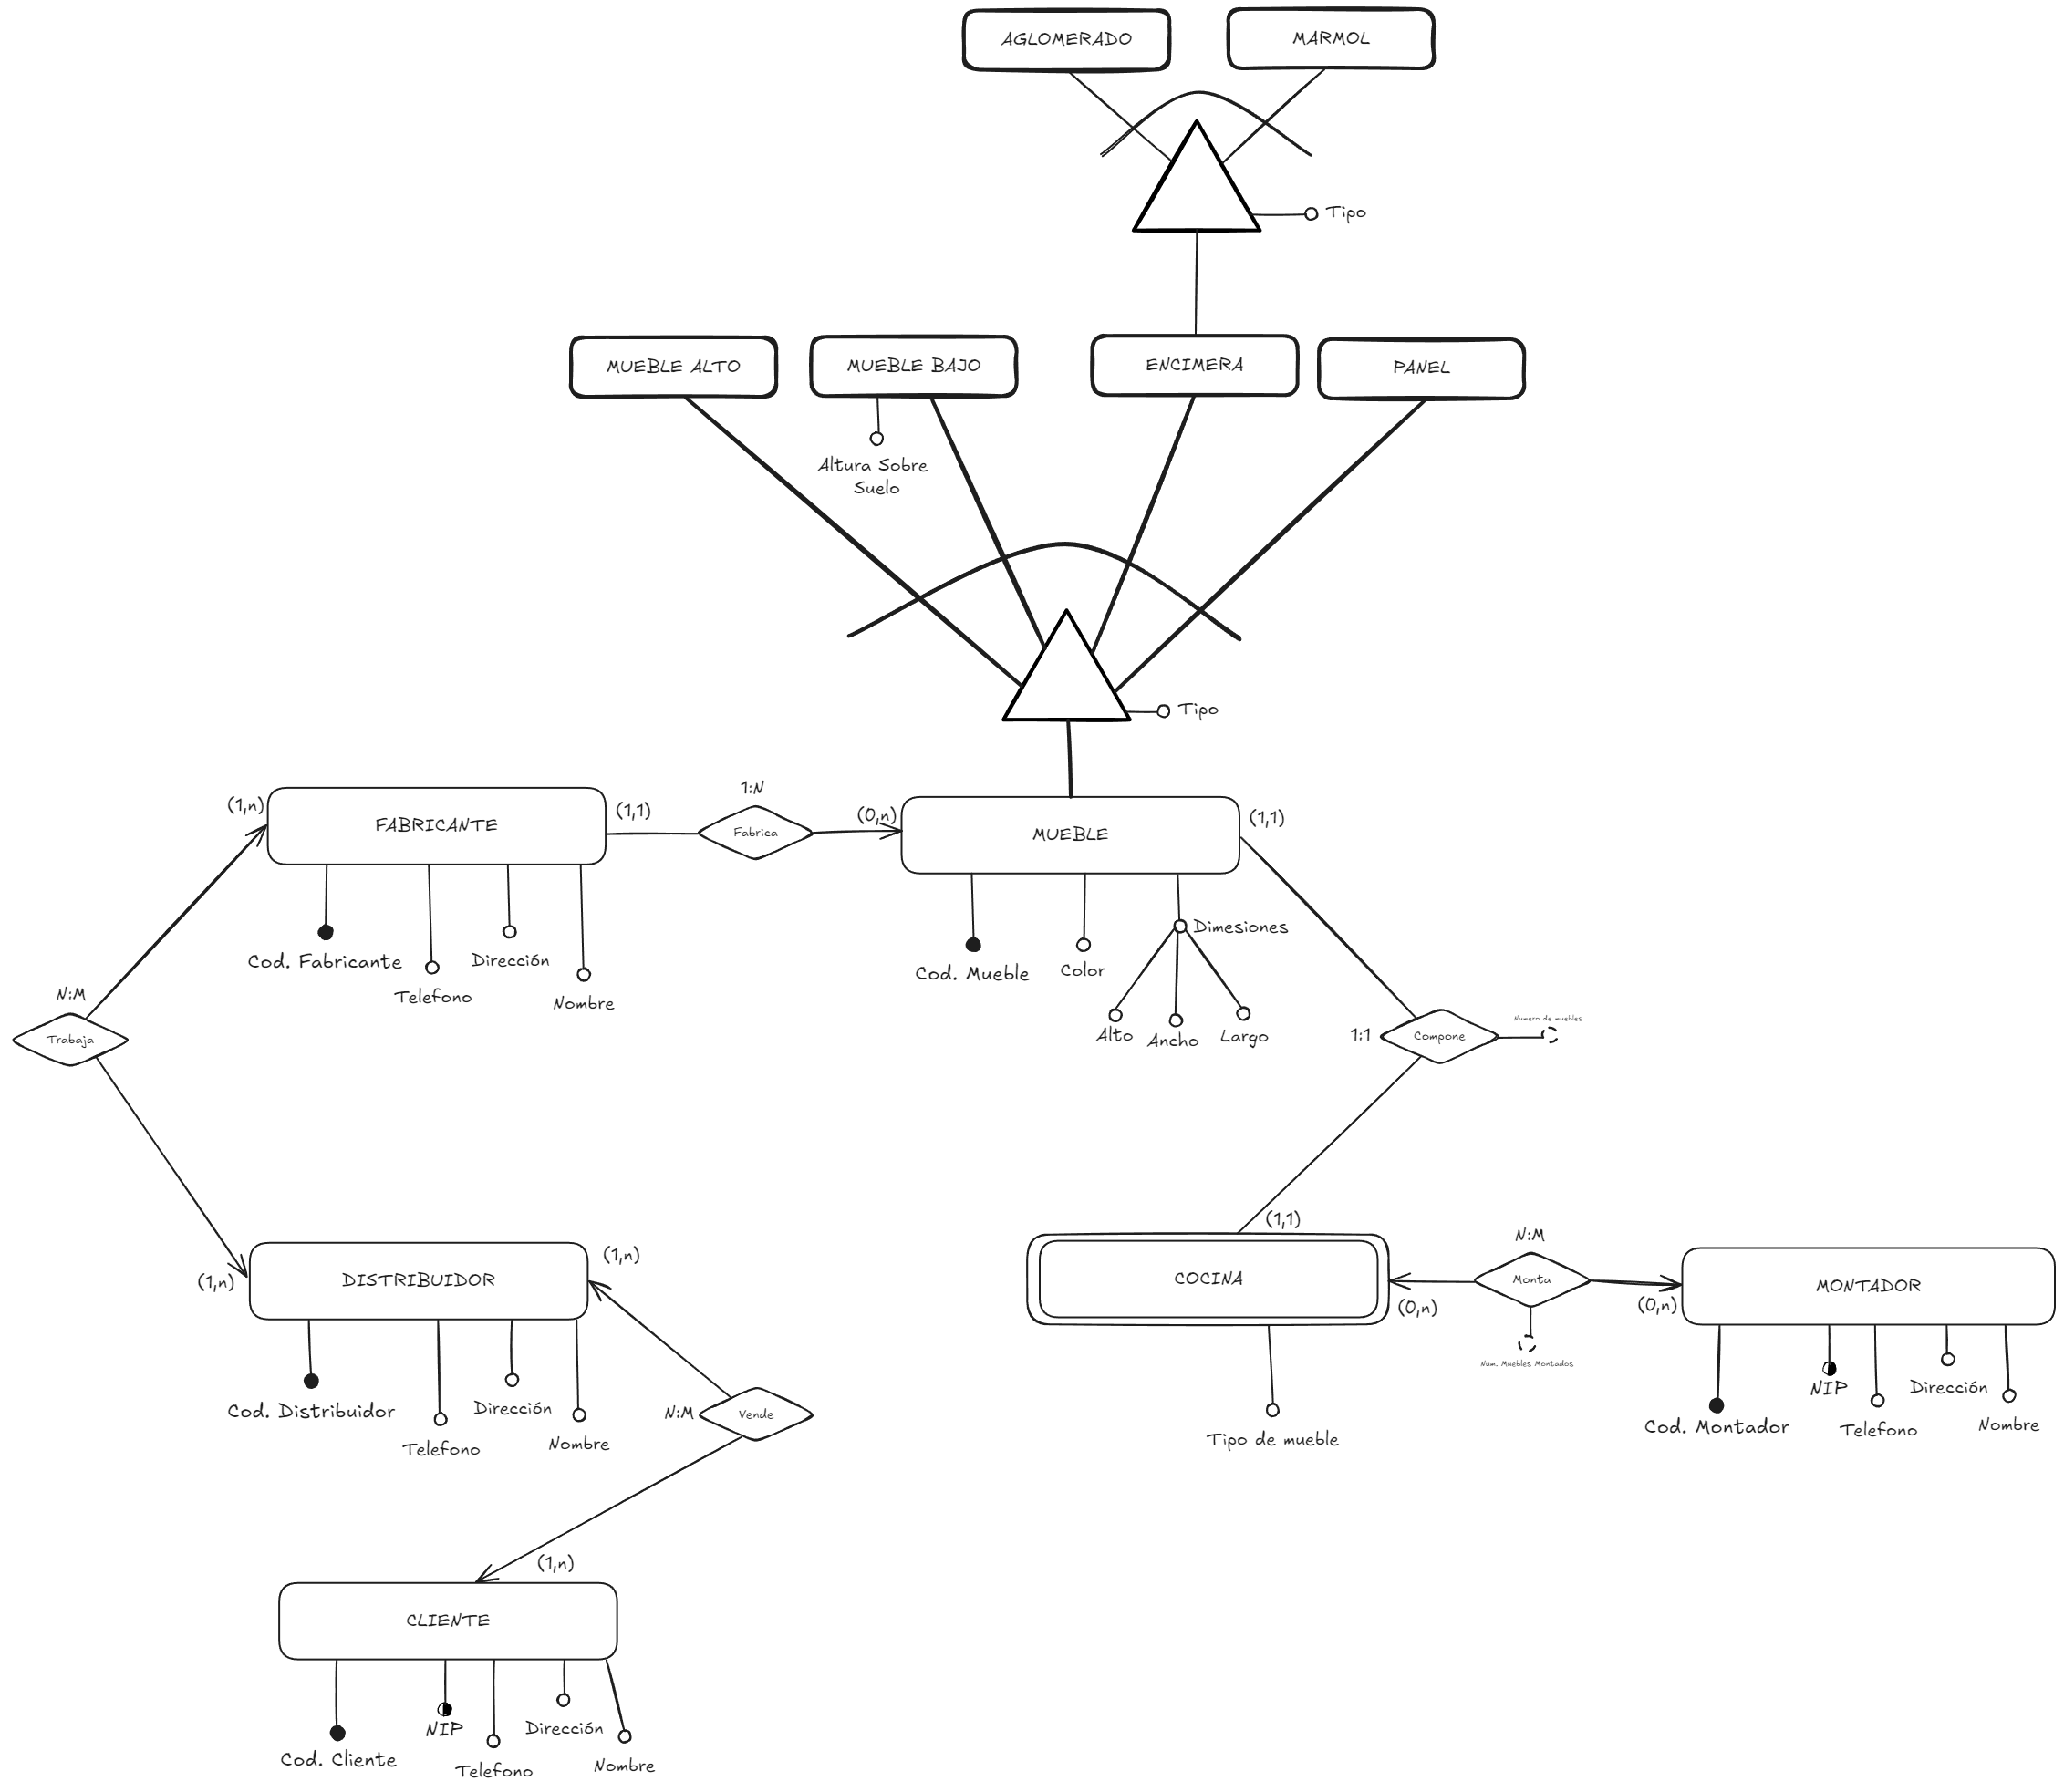 AGLOMERADO
MARMOL
Tipo
MUEBLE ALTO
MUEBLE BAJO
ENCIMERA
PANEL
Altura Sobre
Suelo
Tipo
1:N
(1,n)
FABRICANTE
(1,1)
Fabrica
(0,n)
MUEBLE
(1,1)
Cod. Fabricante
Telefono
Dirección
Nombre
Cod. Mueble
Color
Dimesiones
Alto
Ancho
Largo
N:M
Trabaja
1:1
Compone
Numero de muebles
(1,n)
DISTRIBUIDOR
(1,n)
(1,1)
COCINA
(0,n)
N:M
Monta
Num. Muebles Montados
(0,n)
MONTADOR
Cod. Distribuidor
Telefono
Dirección
Nombre
N:M
Vende
Tipo de mueble
Cod. Montador
NIP
Telefono
Dirección
Nombre
(1,n)
CLIENTE
Cod. Cliente
NIP
Telefono
Dirección
Nombre